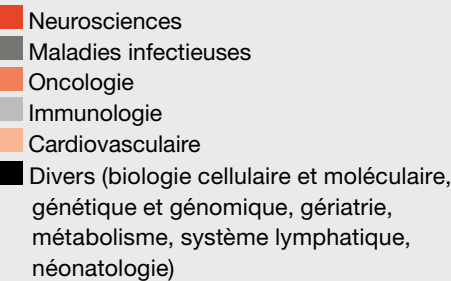 Neurosciences
Maladies infectieuses
Oncologie
Immunologie
Cardiovasculaire
Divers (biologie cellulaire et moléculaire,
génétique et génomique, gériatrie,
métabolisme, système lymphatique,
néonatologie)